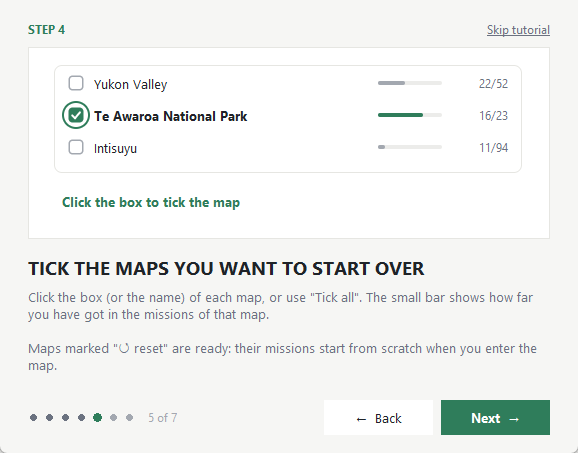 STEP 4
Skip tutorial
Yukon Valley 22/52
Te Awaroa National Park 16/23
Intisuyu 11/94
Click the box to tick the map
TICK THE MAPS YOU WANT TO START OVER
Click the box (or the name) of each map, or use "Tick all". The small bar shows how far
you have got in the missions of that map.
Maps marked "↺ reset" are ready: their missions start from scratch when you enter the
map.
5 of 7
← Back
Next →